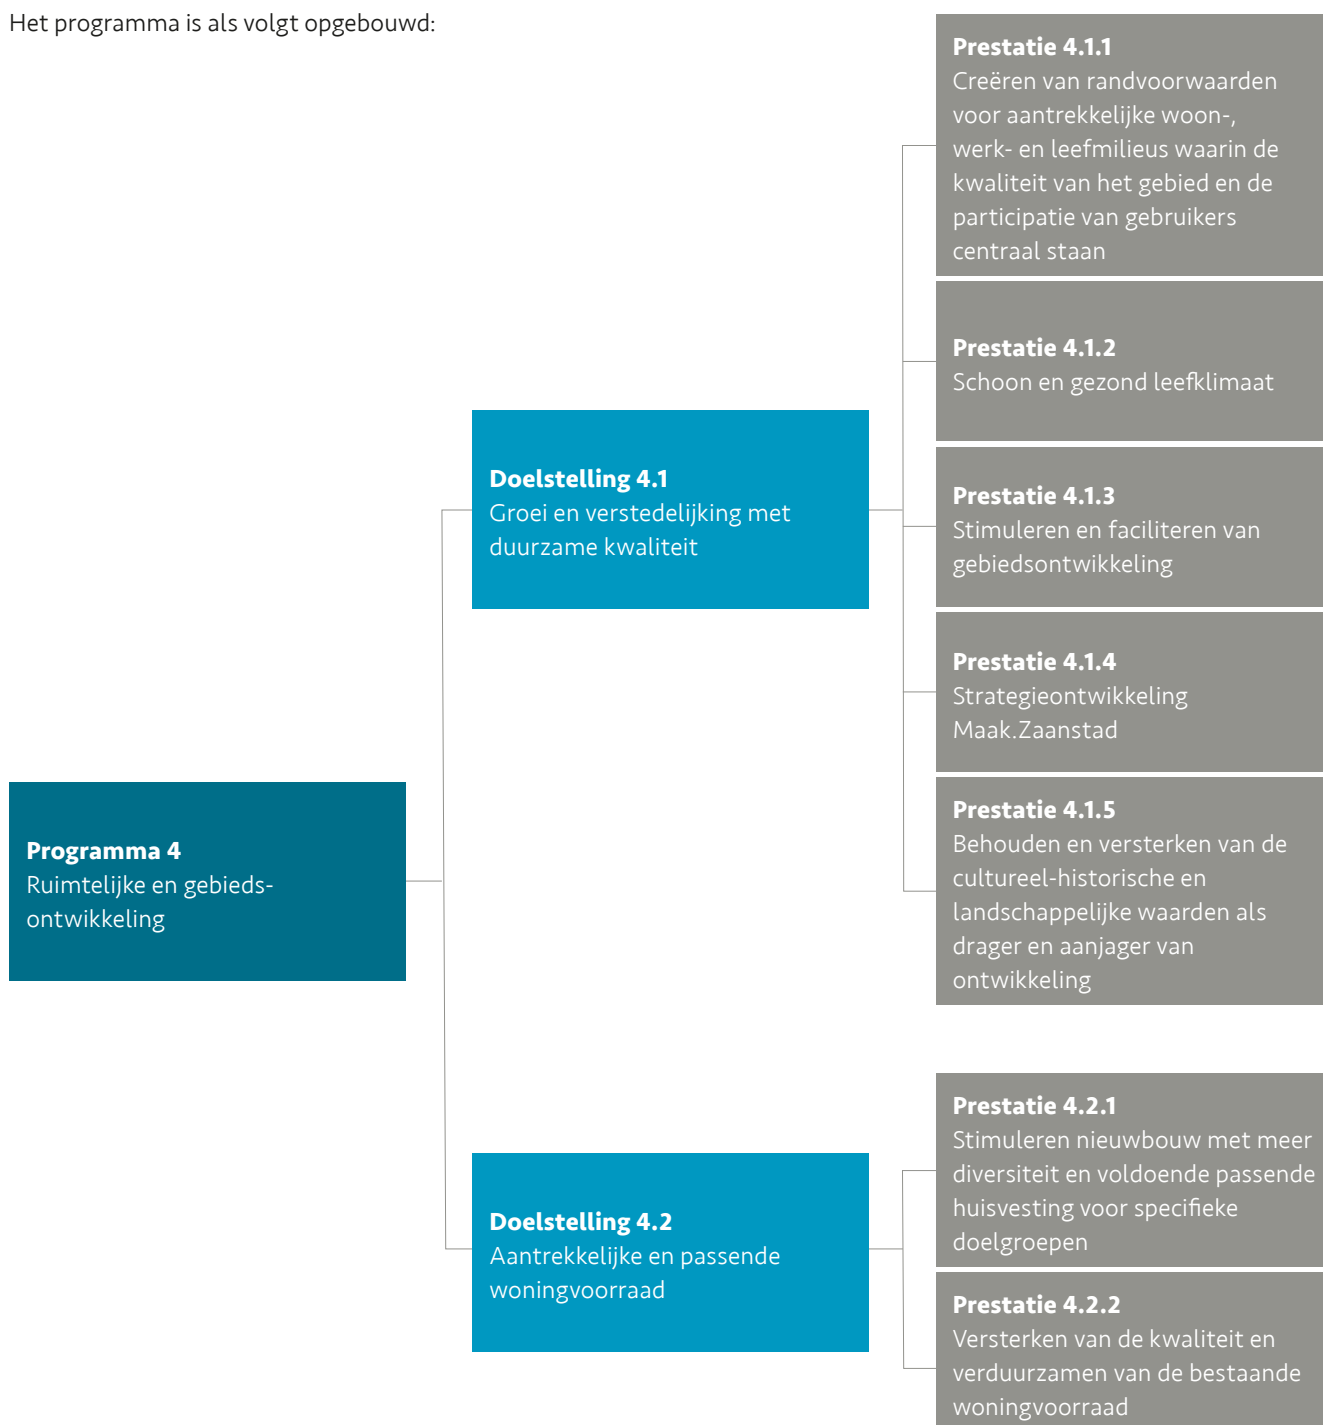 Het programma is als volgt opgebouwd:
Programma 4
Ruimtelijke en gebieds-
ontwikkeling
Doelstelling 4.1
Groei en verstedelijking met
duurzame kwaliteit
Prestatie 4.1.1
Creëren van randvoorwaarden
voor aantrekkelijke woon-,
werk- en leefmilieus waarin de
kwaliteit van het gebied en de
participatie van gebruikers
centraal staan
Prestatie 4.1.2
Schoon en gezond leefklimaat
Prestatie 4.1.3
Stimuleren en faciliteren van
gebiedsontwikkeling
Prestatie 4.1.4
Strategieontwikkeling
Maak.Zaanstad
Prestatie 4.1.5
Behouden en versterken van de
cultureel-historische en
landschappelijke waarden als
drager en aanjager van
ontwikkeling
Doelstelling 4.2
Aantrekkelijke en passende
woningvoorraad
Prestatie 4.2.1
Stimuleren nieuwbouw met meer
diversiteit en voldoende passende
huisvesting voor specifieke
doelgroepen
Prestatie 4.2.2
Versterken van de kwaliteit en
verduurzamen van de bestaande
woningvoorraad